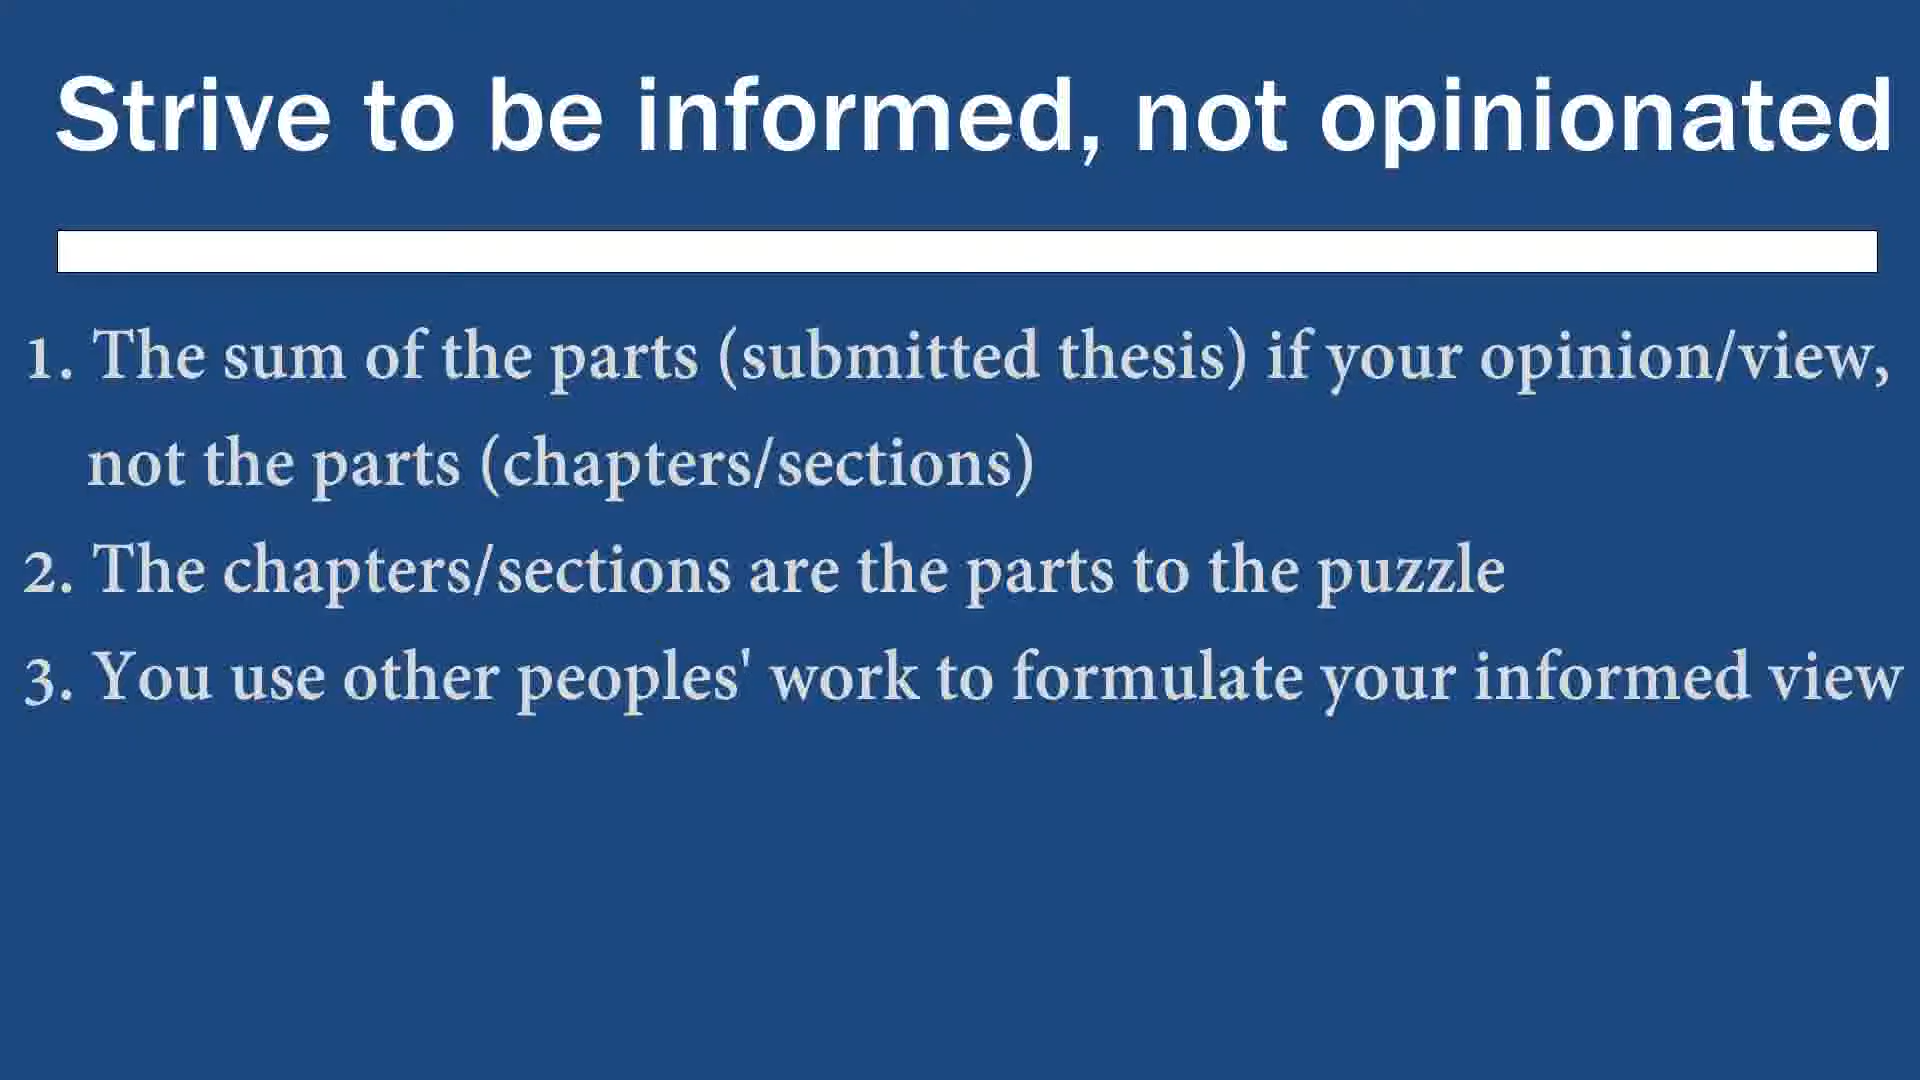 Strive to be informed, not opinionated
1. The sum of the parts (submitted thesis) if your opinion/view,
not the parts (chapters/sections)
2. The chapters/sections are the parts to the puzzle
3. You use other peoples' work to formulate your informed view